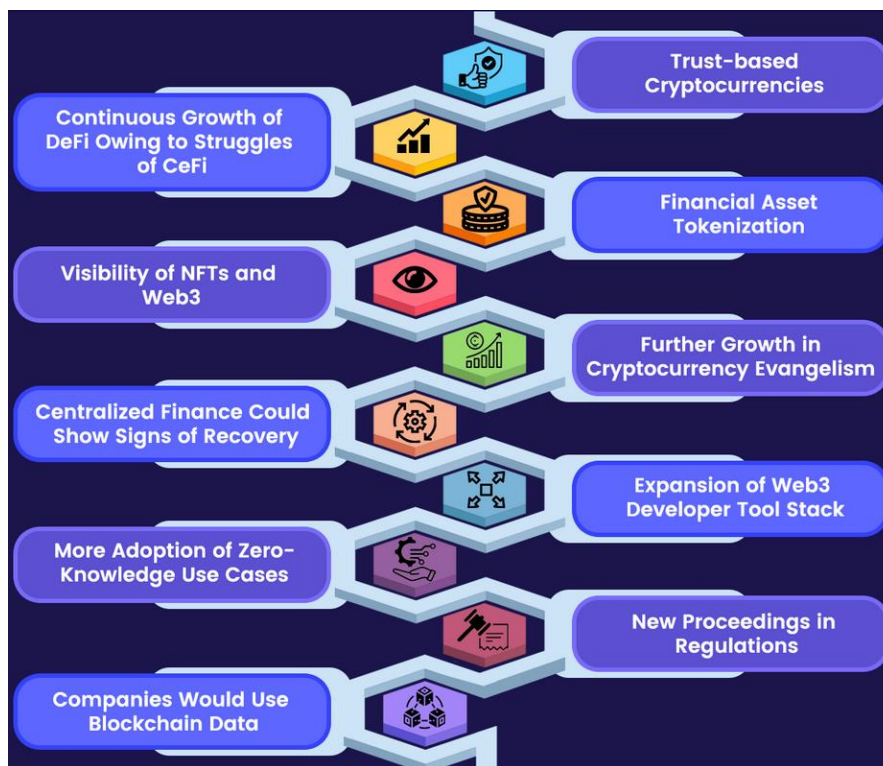 Trust-based
Cryptocurrencies
Continuous Growth of
DeFi Owing to Struggles
of CeFi
Financial Asset
Tokenization
Visibility of NFTs and
Web3
Further Growth in
Cryptocurrency Evangelism
Centralized Finance Could
Show Signs of Recovery
Expansion of Web3
Developer Tool Stack
More Adoption of Zero-
Knowledge Use Cases
New Proceedings in
Regulations
Companies Would Use
Blockchain Data